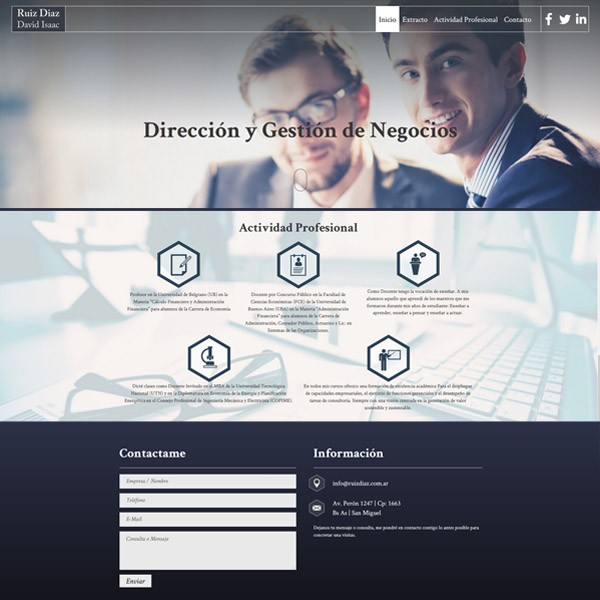 Ruiz Diaz
David Isaac
Inicio Extracto Actividad Profesional Contacto
Dirección y Gestión de Negocios
Actividad Profesional
Profesor en la Universidad de Belgrano (UB) en la
Materia "Cálculo Financiero y Administración
Financiera" para alumnos de la Carrera de Economía
Docente por Concurso Público en la Facultad de
Ciencias Económicas (FCE) de la Universidad de
Buenos Aires (UBA) en la Materia "Administración
Financiera" para alumnos de la Carrera de
Administración, Contador Público, Actuario y Lic. en
Sistemas de las Organizaciones.
Como Docente tengo la vocación de enseñar. A mis
alumnos aquello que aprendí de los maestros que me
formaron durante mis años de estudiante: Enseñar a
aprender, enseñar a pensar y enseñar a actuar.
Dicté clases como Docente Invitado en el MBA de la Universidad Tecnológica
Nacional (UTN) y en la Diplomatura en Economía de la Energía y Planificación
Energética en el Consejo Profesional de Ingeniería Mecánica y Electricista (COPIME).
En todos mis cursos ofrezco una formación de excelencia académica Para el despliegue
de capacidades empresariales, el ejercicio de funciones gerenciales y el desempeño de
tareas de consultoría. Siempre con una visión centrada en la generación de valor
sostenible y sustentable.
Contactame
Empresa / Nombre
Teléfono
E-Mail
Consulta o Mensaje
Enviar
Información
info@ruizdiaz.com.ar
Av. Perón 1247 | Cp: 1663
Bs As | San Miguel
Dejanos tu mensaje o consulta, me pondré en contacto contigo lo antes posible para
concretar una visitas.